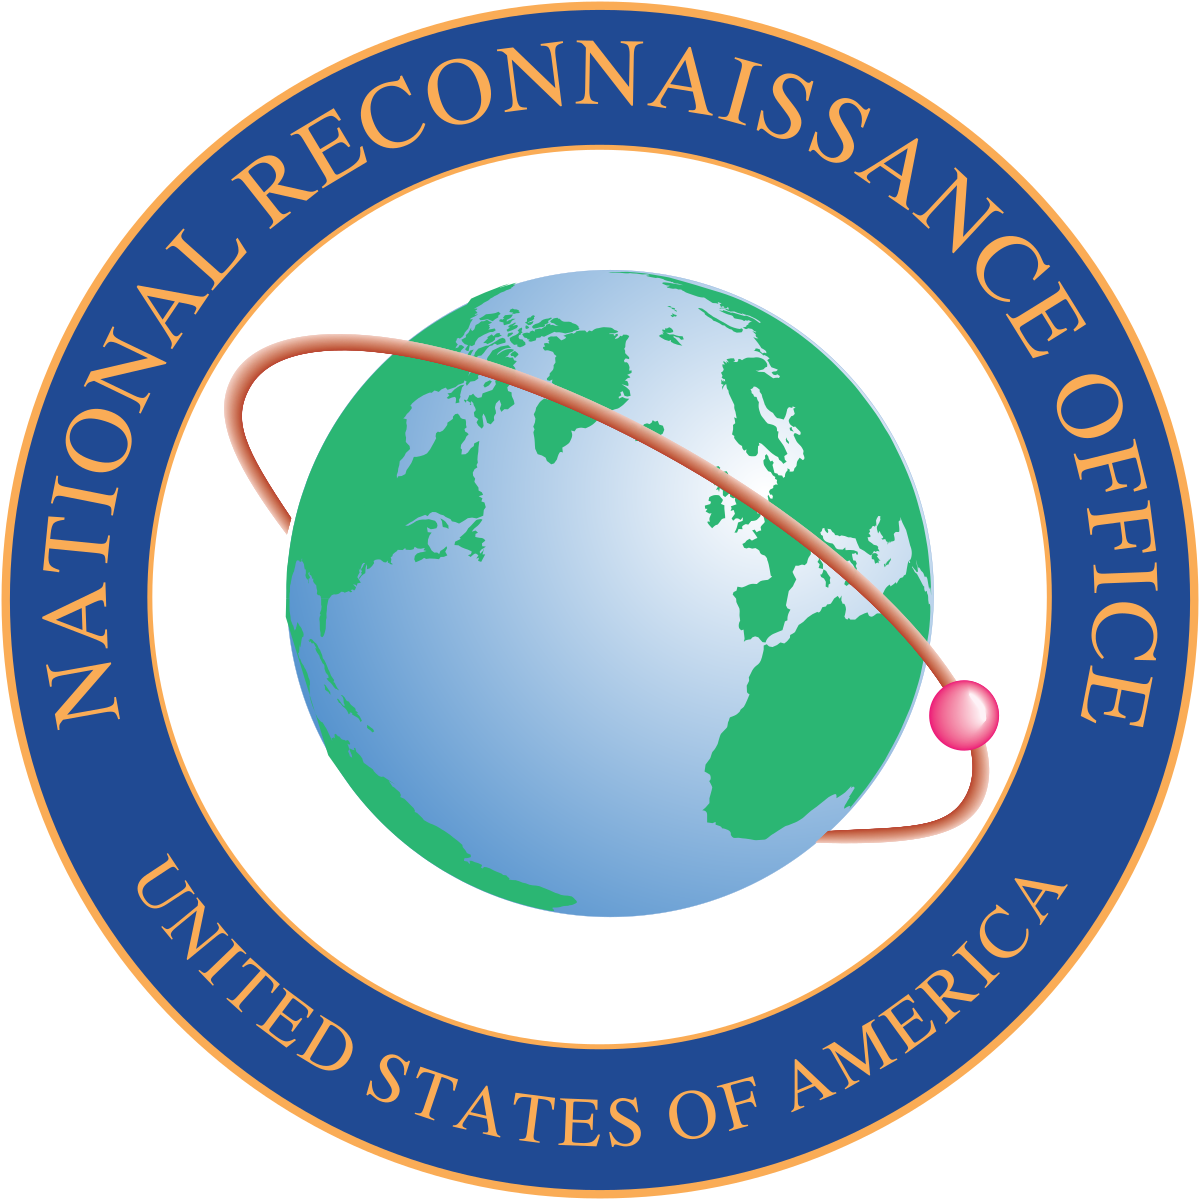 NATIONAL RECONNAISSANCE OFFICE
UNITED STATES OF AMERICA